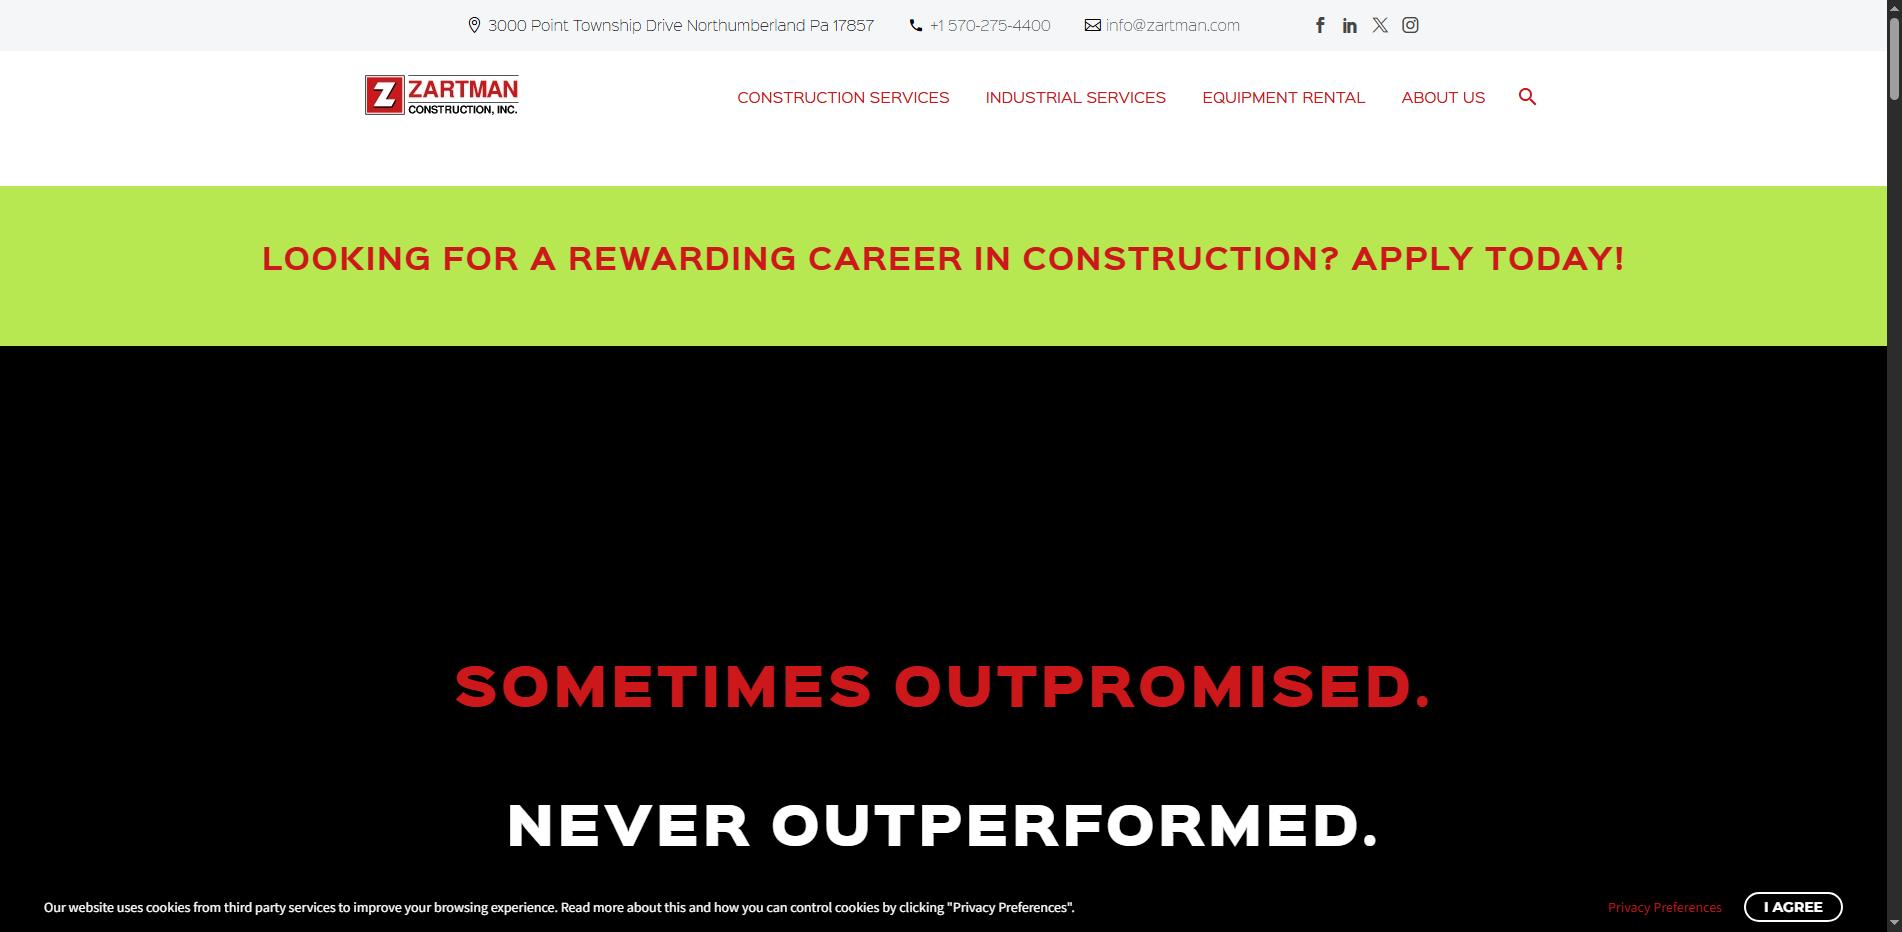 3000 Point Township Drive Northumberland Pa 17857 +1 570-275-4400 info@zartman.com
Z ZARTMAN
CONSTRUCTION, INC.
CONSTRUCTION SERVICES INDUSTRIAL SERVICES EQUIPMENT RENTAL ABOUT US
LOOKING FOR A REWARDING CAREER IN CONSTRUCTION? APPLY TODAY!
SOMETIMES OUTPROMISED.
NEVER OUTPERFORMED.
Our website uses cookies from third party services to improve your browsing experience. Read more about this and how you can control cookies by clicking "Privacy Preferences".
Privacy Preferences I AGREE